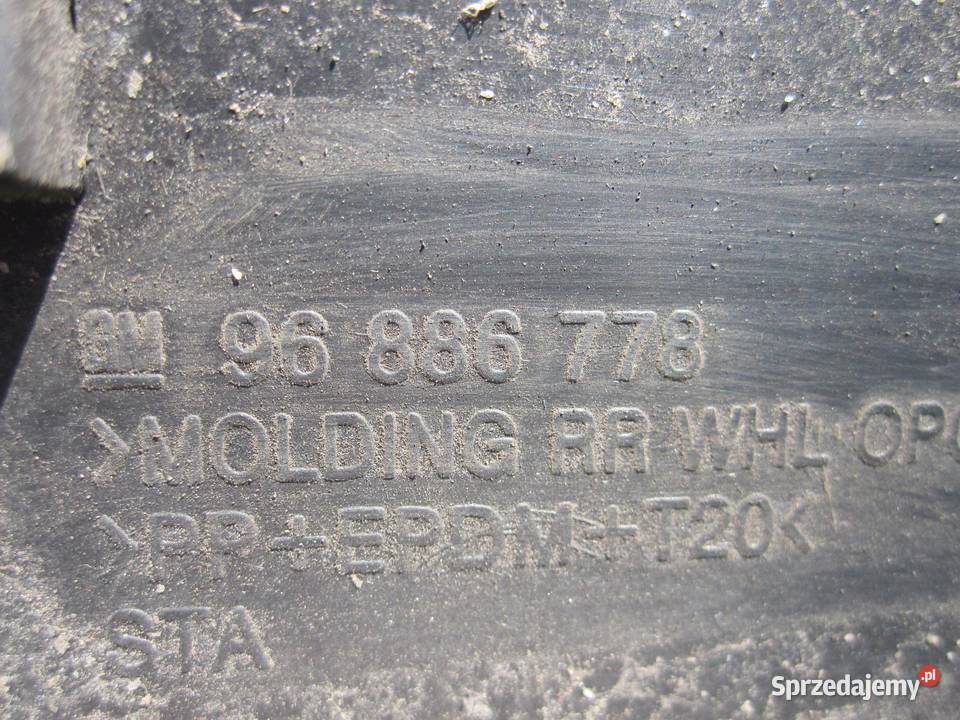 GM 96 886 778
>MOLDING RR WHL OP
>PP+EPDM+T20<
STA
Sprzedajemy.pl